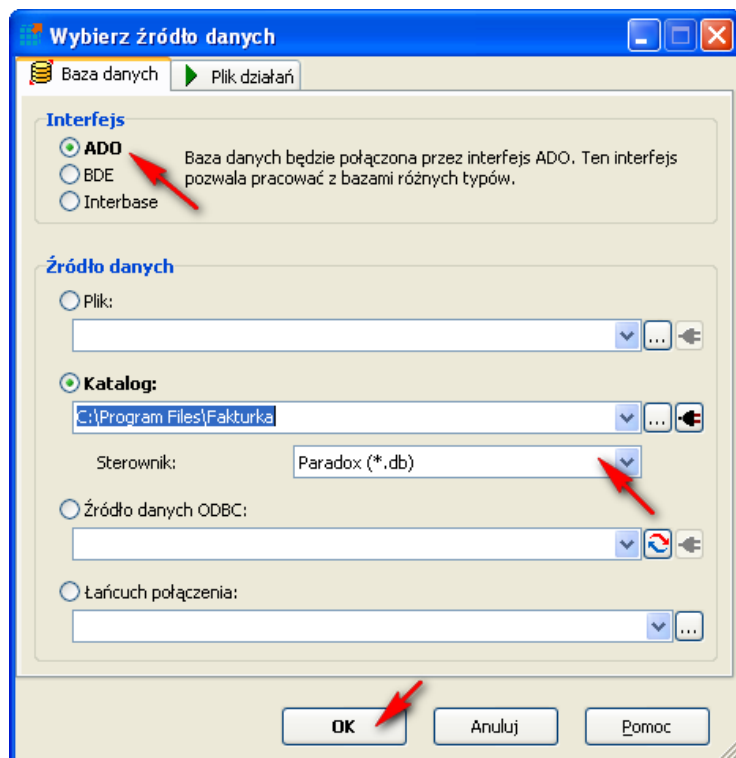 Wybierz źródło danych
Baza danych
Plik działań
Interfejs
ADO
BDE
Interbase
Baza danych będzie połączona przez interfejs ADO. Ten interfejs
pozwala pracować z bazami różnych typów.
Źródło danych
Plik:
...
Katalog:
C:\Program Files\Fakturka
...
Sterownik:
Paradox (*.db)
Źródło danych ODBC:
Łańcuch połączenia:
...
OK
Anuluj
Pomoc